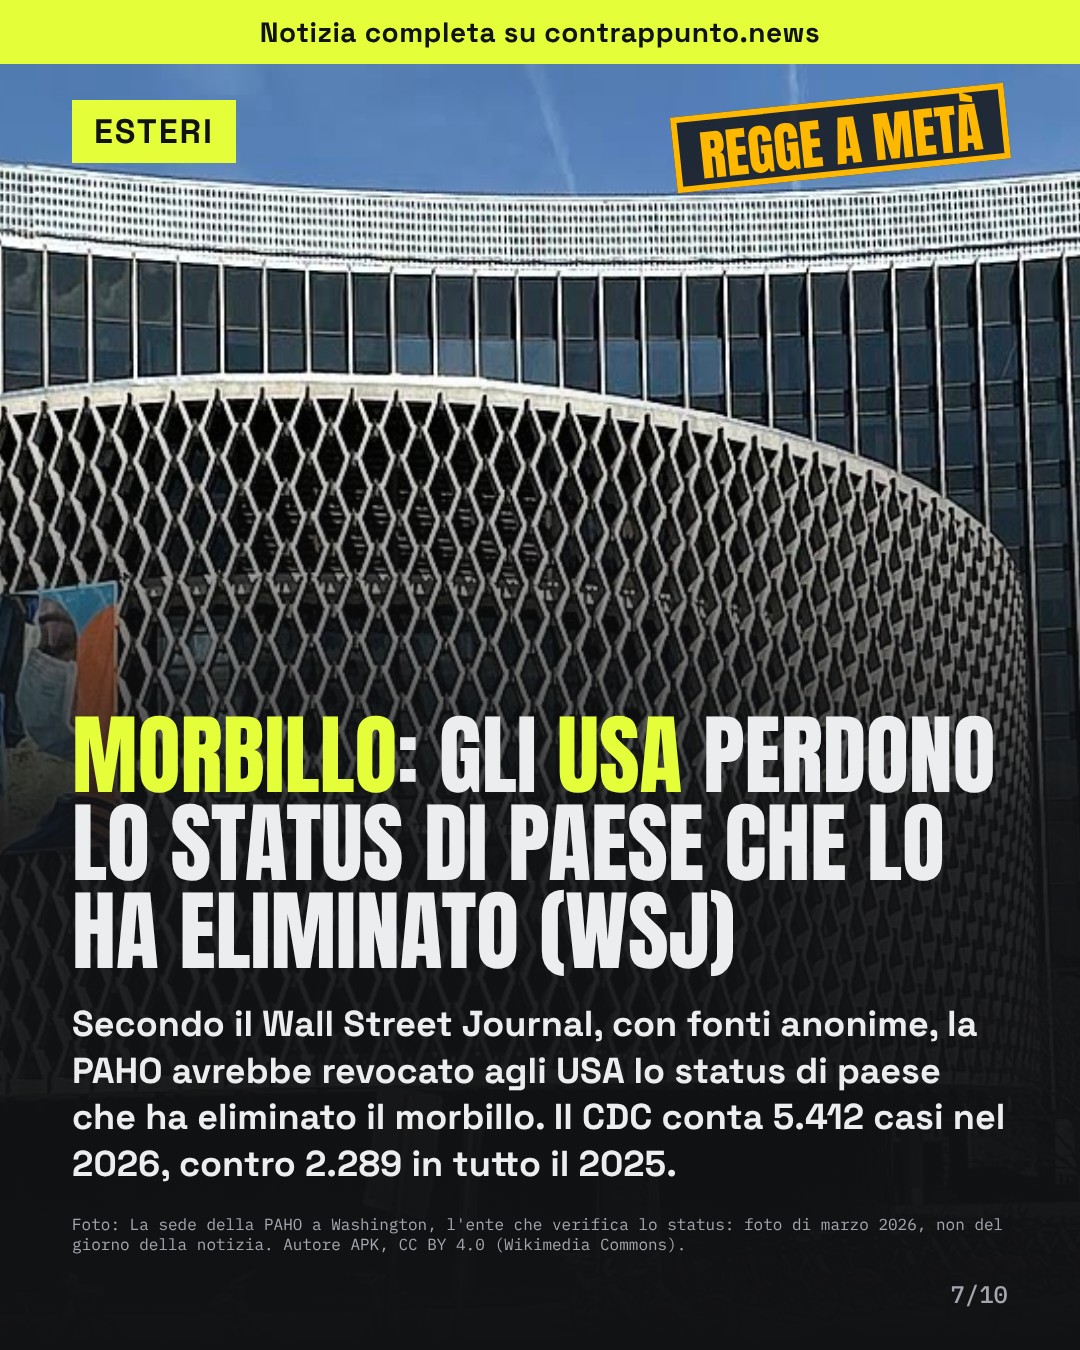 Notizia completa su contrappunto.news
ESTERI
REGGE A METÀ
MORBILLO: GLI USA PERDONO
LO STATUS DI PAESE CHE LO
HA ELIMINATO (WSJ)
Secondo il Wall Street Journal, con fonti anonime, la
PAHO avrebbe revocato agli USA lo status di paese
che ha eliminato il morbillo. Il CDC conta 5.412 casi nel
2026, contro 2.289 in tutto il 2025.
Foto: La sede della PAHO a Washington, l'ente che verifica lo status: foto di marzo 2026, non del
giorno della notizia. Autore APK, CC BY 4.0 (Wikimedia Commons).
7/10